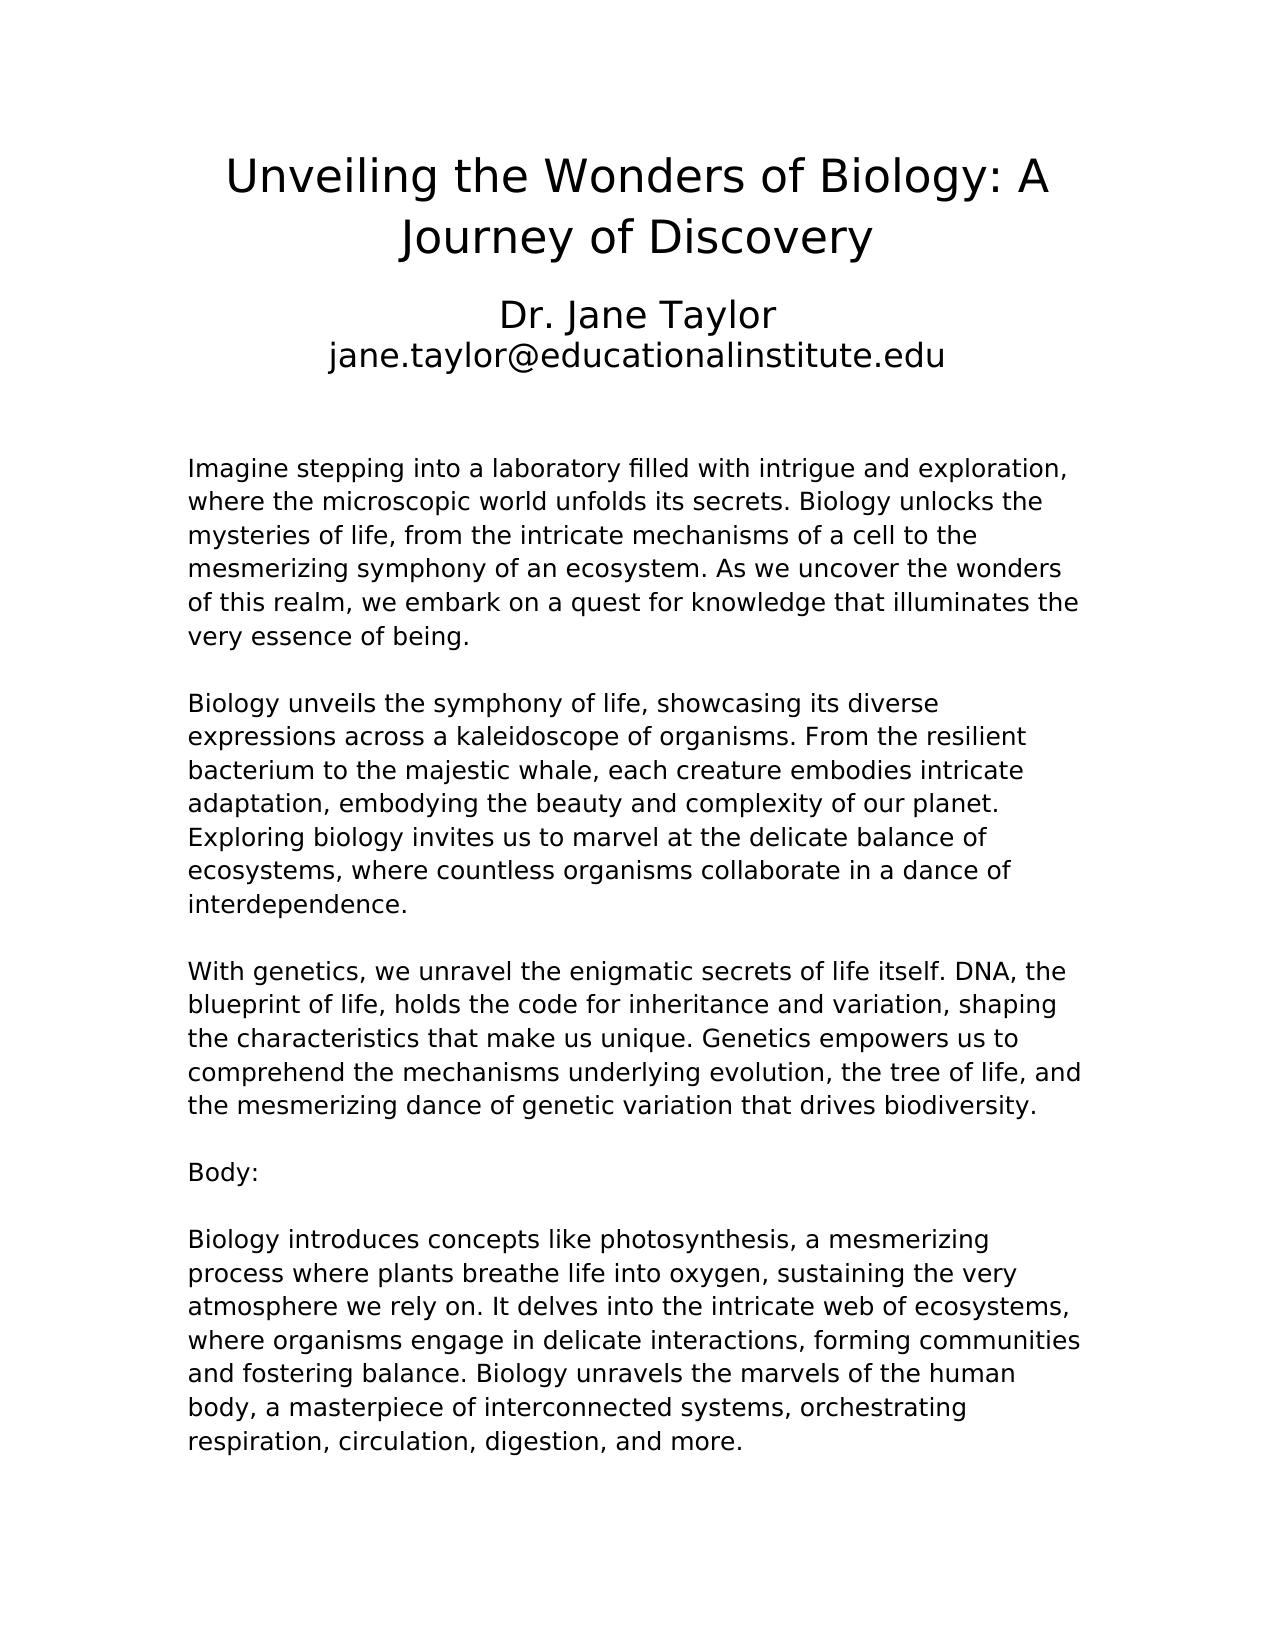 Unveiling the Wonders of Biology: A
Journey of Discovery
Dr. Jane Taylor
jane.taylor@educationalinstitute.edu
Imagine stepping into a laboratory filled with intrigue and exploration,
where the microscopic world unfolds its secrets. Biology unlocks the
mysteries of life, from the intricate mechanisms of a cell to the
mesmerizing symphony of an ecosystem. As we uncover the wonders
of this realm, we embark on a quest for knowledge that illuminates the
very essence of being.
Biology unveils the symphony of life, showcasing its diverse
expressions across a kaleidoscope of organisms. From the resilient
bacterium to the majestic whale, each creature embodies intricate
adaptation, embodying the beauty and complexity of our planet.
Exploring biology invites us to marvel at the delicate balance of
ecosystems, where countless organisms collaborate in a dance of
interdependence.
With genetics, we unravel the enigmatic secrets of life itself. DNA, the
blueprint of life, holds the code for inheritance and variation, shaping
the characteristics that make us unique. Genetics empowers us to
comprehend the mechanisms underlying evolution, the tree of life, and
the mesmerizing dance of genetic variation that drives biodiversity.
Body:
Biology introduces concepts like photosynthesis, a mesmerizing
process where plants breathe life into oxygen, sustaining the very
atmosphere we rely on. It delves into the intricate web of ecosystems,
where organisms engage in delicate interactions, forming communities
and fostering balance. Biology unravels the marvels of the human
body, a masterpiece of interconnected systems, orchestrating
respiration, circulation, digestion, and more.